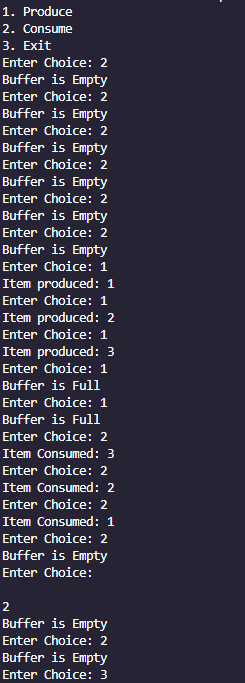 1. Produce
2. Consume
3. Exit
Enter Choice: 2
Buffer is Empty
Enter Choice: 2
Buffer is Empty
Enter Choice: 2
Buffer is Empty
Enter Choice: 2
Buffer is Empty
Enter Choice: 2
Buffer is Empty
Enter Choice: 2
Buffer is Empty
Enter Choice: 1
Item produced: 1
Enter Choice: 1
Item produced: 2
Enter Choice: 1
Item produced: 3
Enter Choice: 1
Buffer is Full
Enter Choice: 1
Buffer is Full
Enter Choice: 2
Item Consumed: 3
Enter Choice: 2
Item Consumed: 2
Enter Choice: 2
Item Consumed: 1
Enter Choice: 2
Buffer is Empty
Enter Choice:
2
Buffer is Empty
Enter Choice: 2
Buffer is Empty
Enter Choice: 3